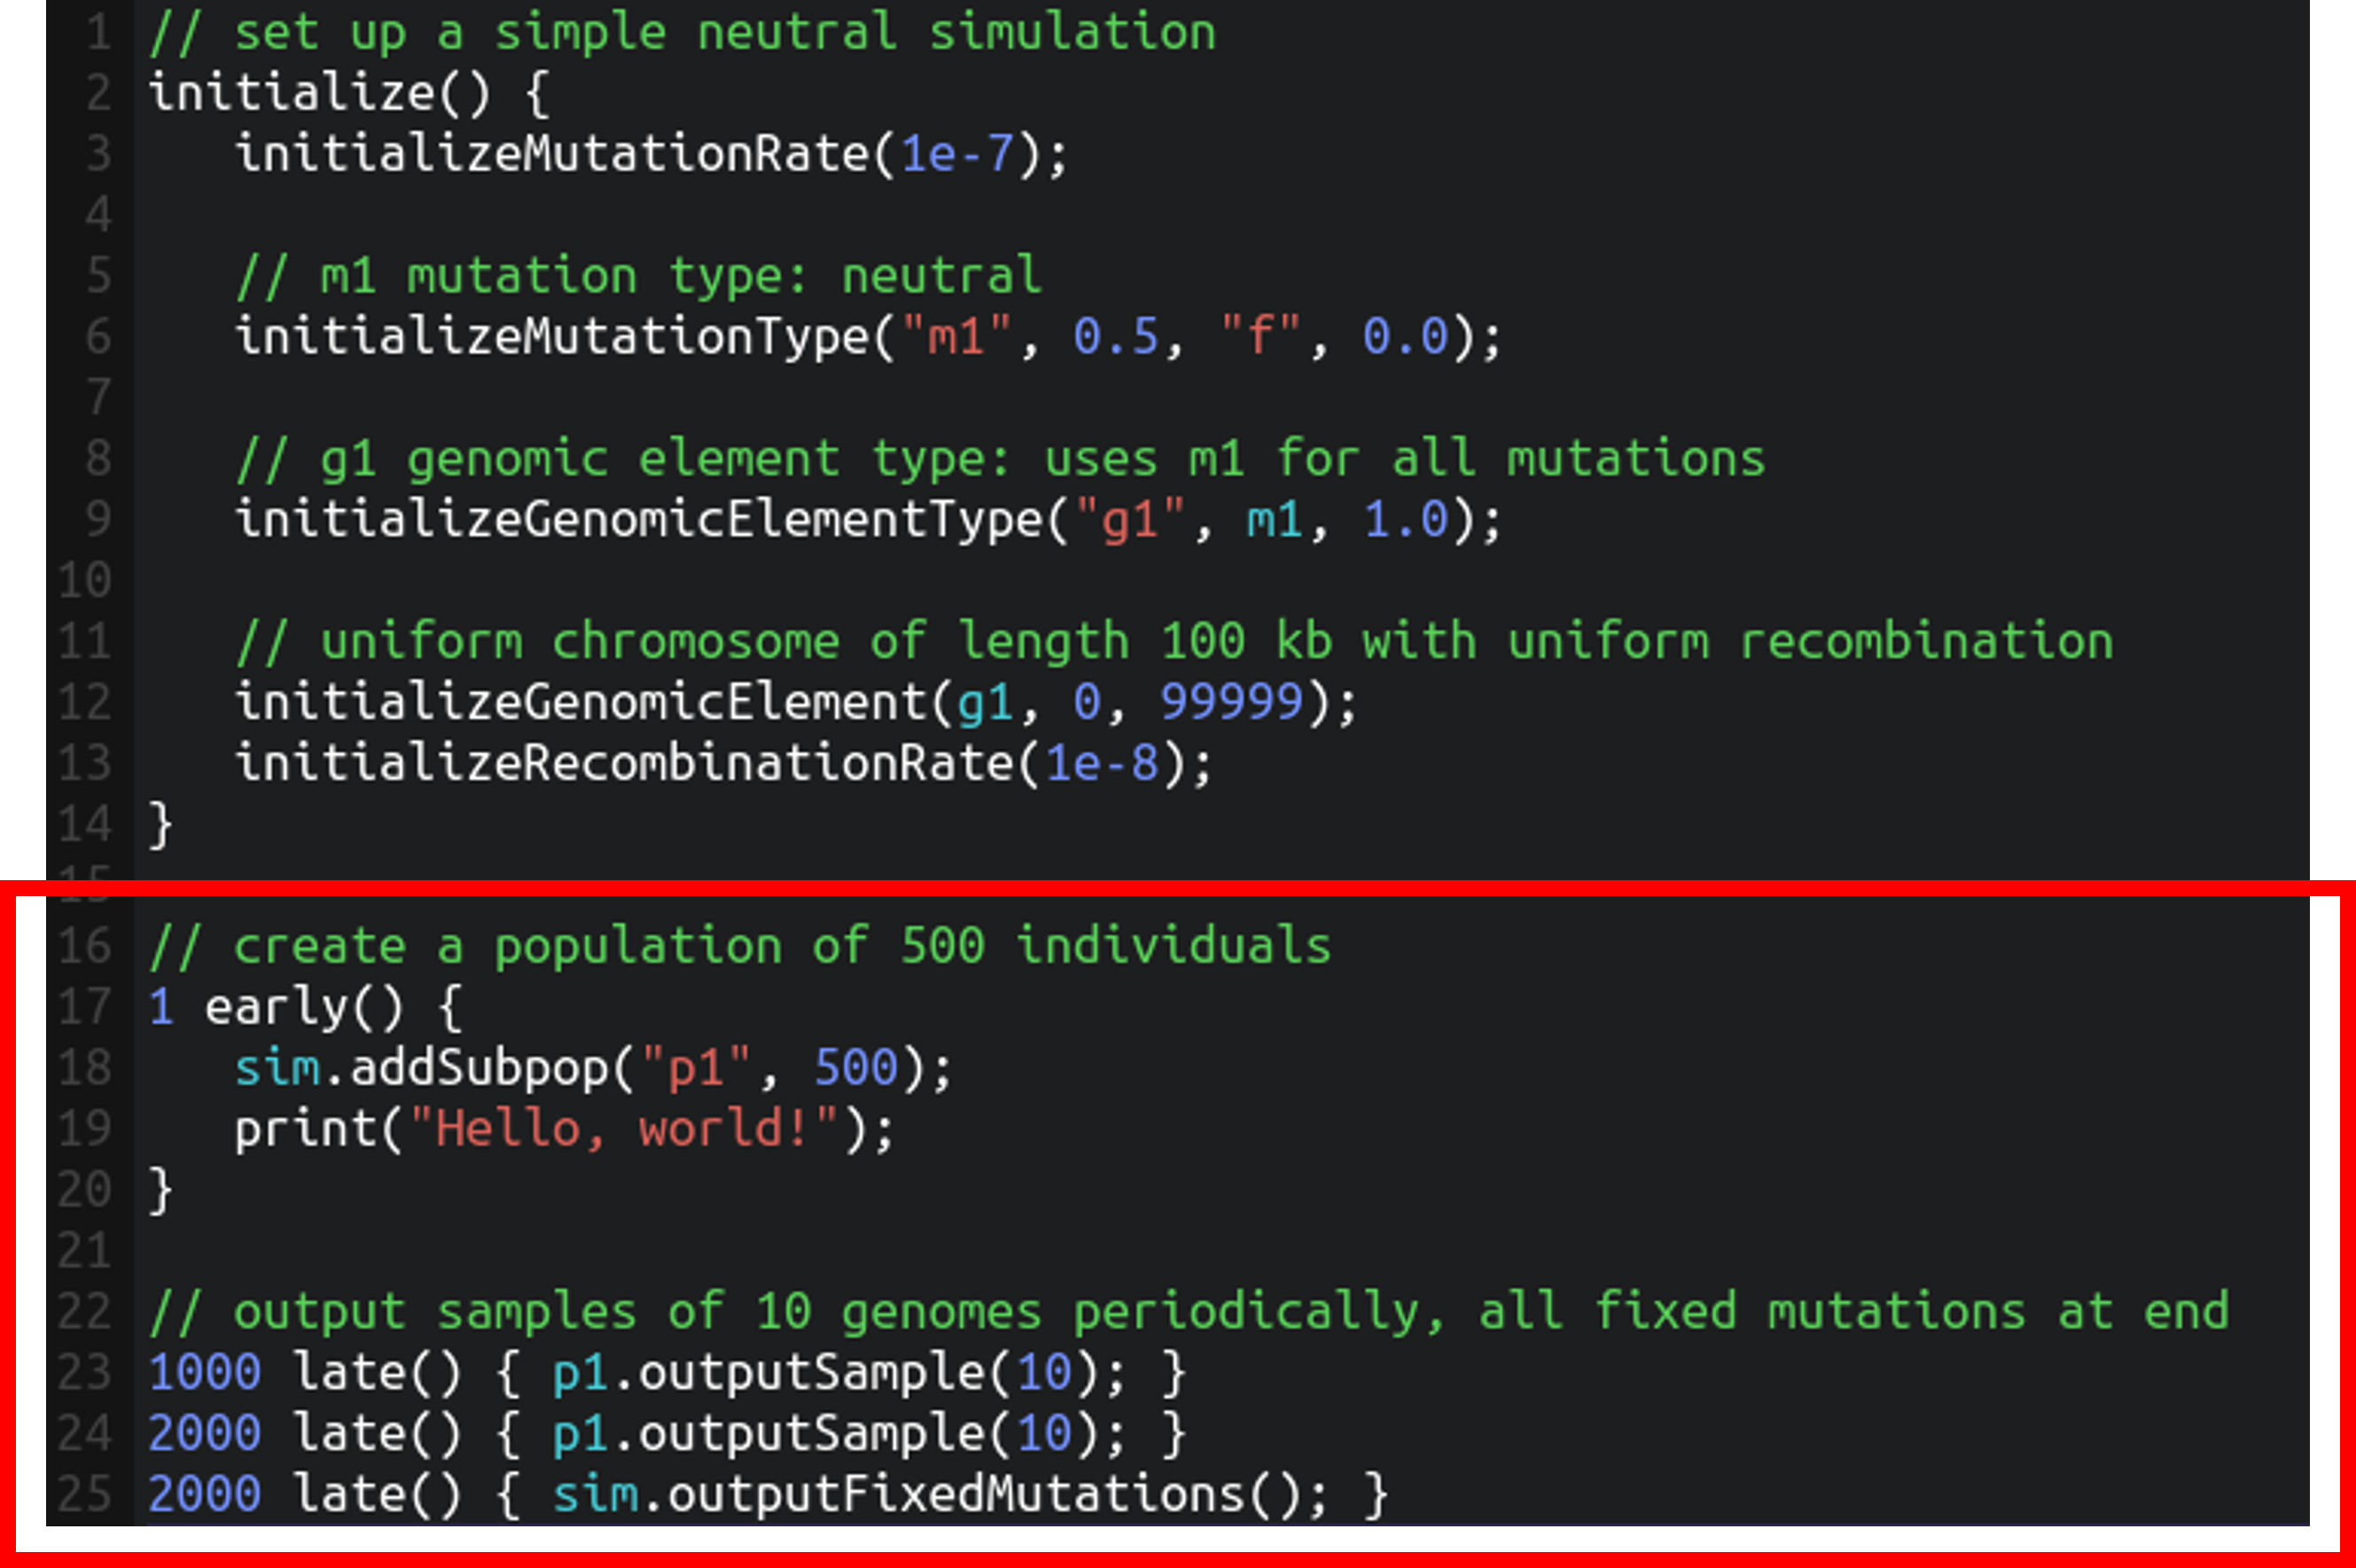 1 // set up a simple neutral simulation
2 initialize() {
3    initializeMutationRate(1e-7);
4
5    // m1 mutation type: neutral
6    initializeMutationType("m1", 0.5, "f", 0.0);
7
8    // g1 genomic element type: uses m1 for all mutations
9    initializeGenomicElementType("g1", m1, 1.0);
10
11    // uniform chromosome of length 100 kb with uniform recombination
12    initializeGenomicElement(g1, 0, 99999);
13    initializeRecombinationRate(1e-8);
14 }
15
16 // create a population of 500 individuals
17 1 early() {
18    sim.addSubpop("p1", 500);
19    print("Hello, world!");
20 }
21
22 // output samples of 10 genomes periodically, all fixed mutations at end
23 1000 late() { p1.outputSample(10); }
24 2000 late() { p1.outputSample(10); }
25 2000 late() { sim.outputFixedMutations(); }